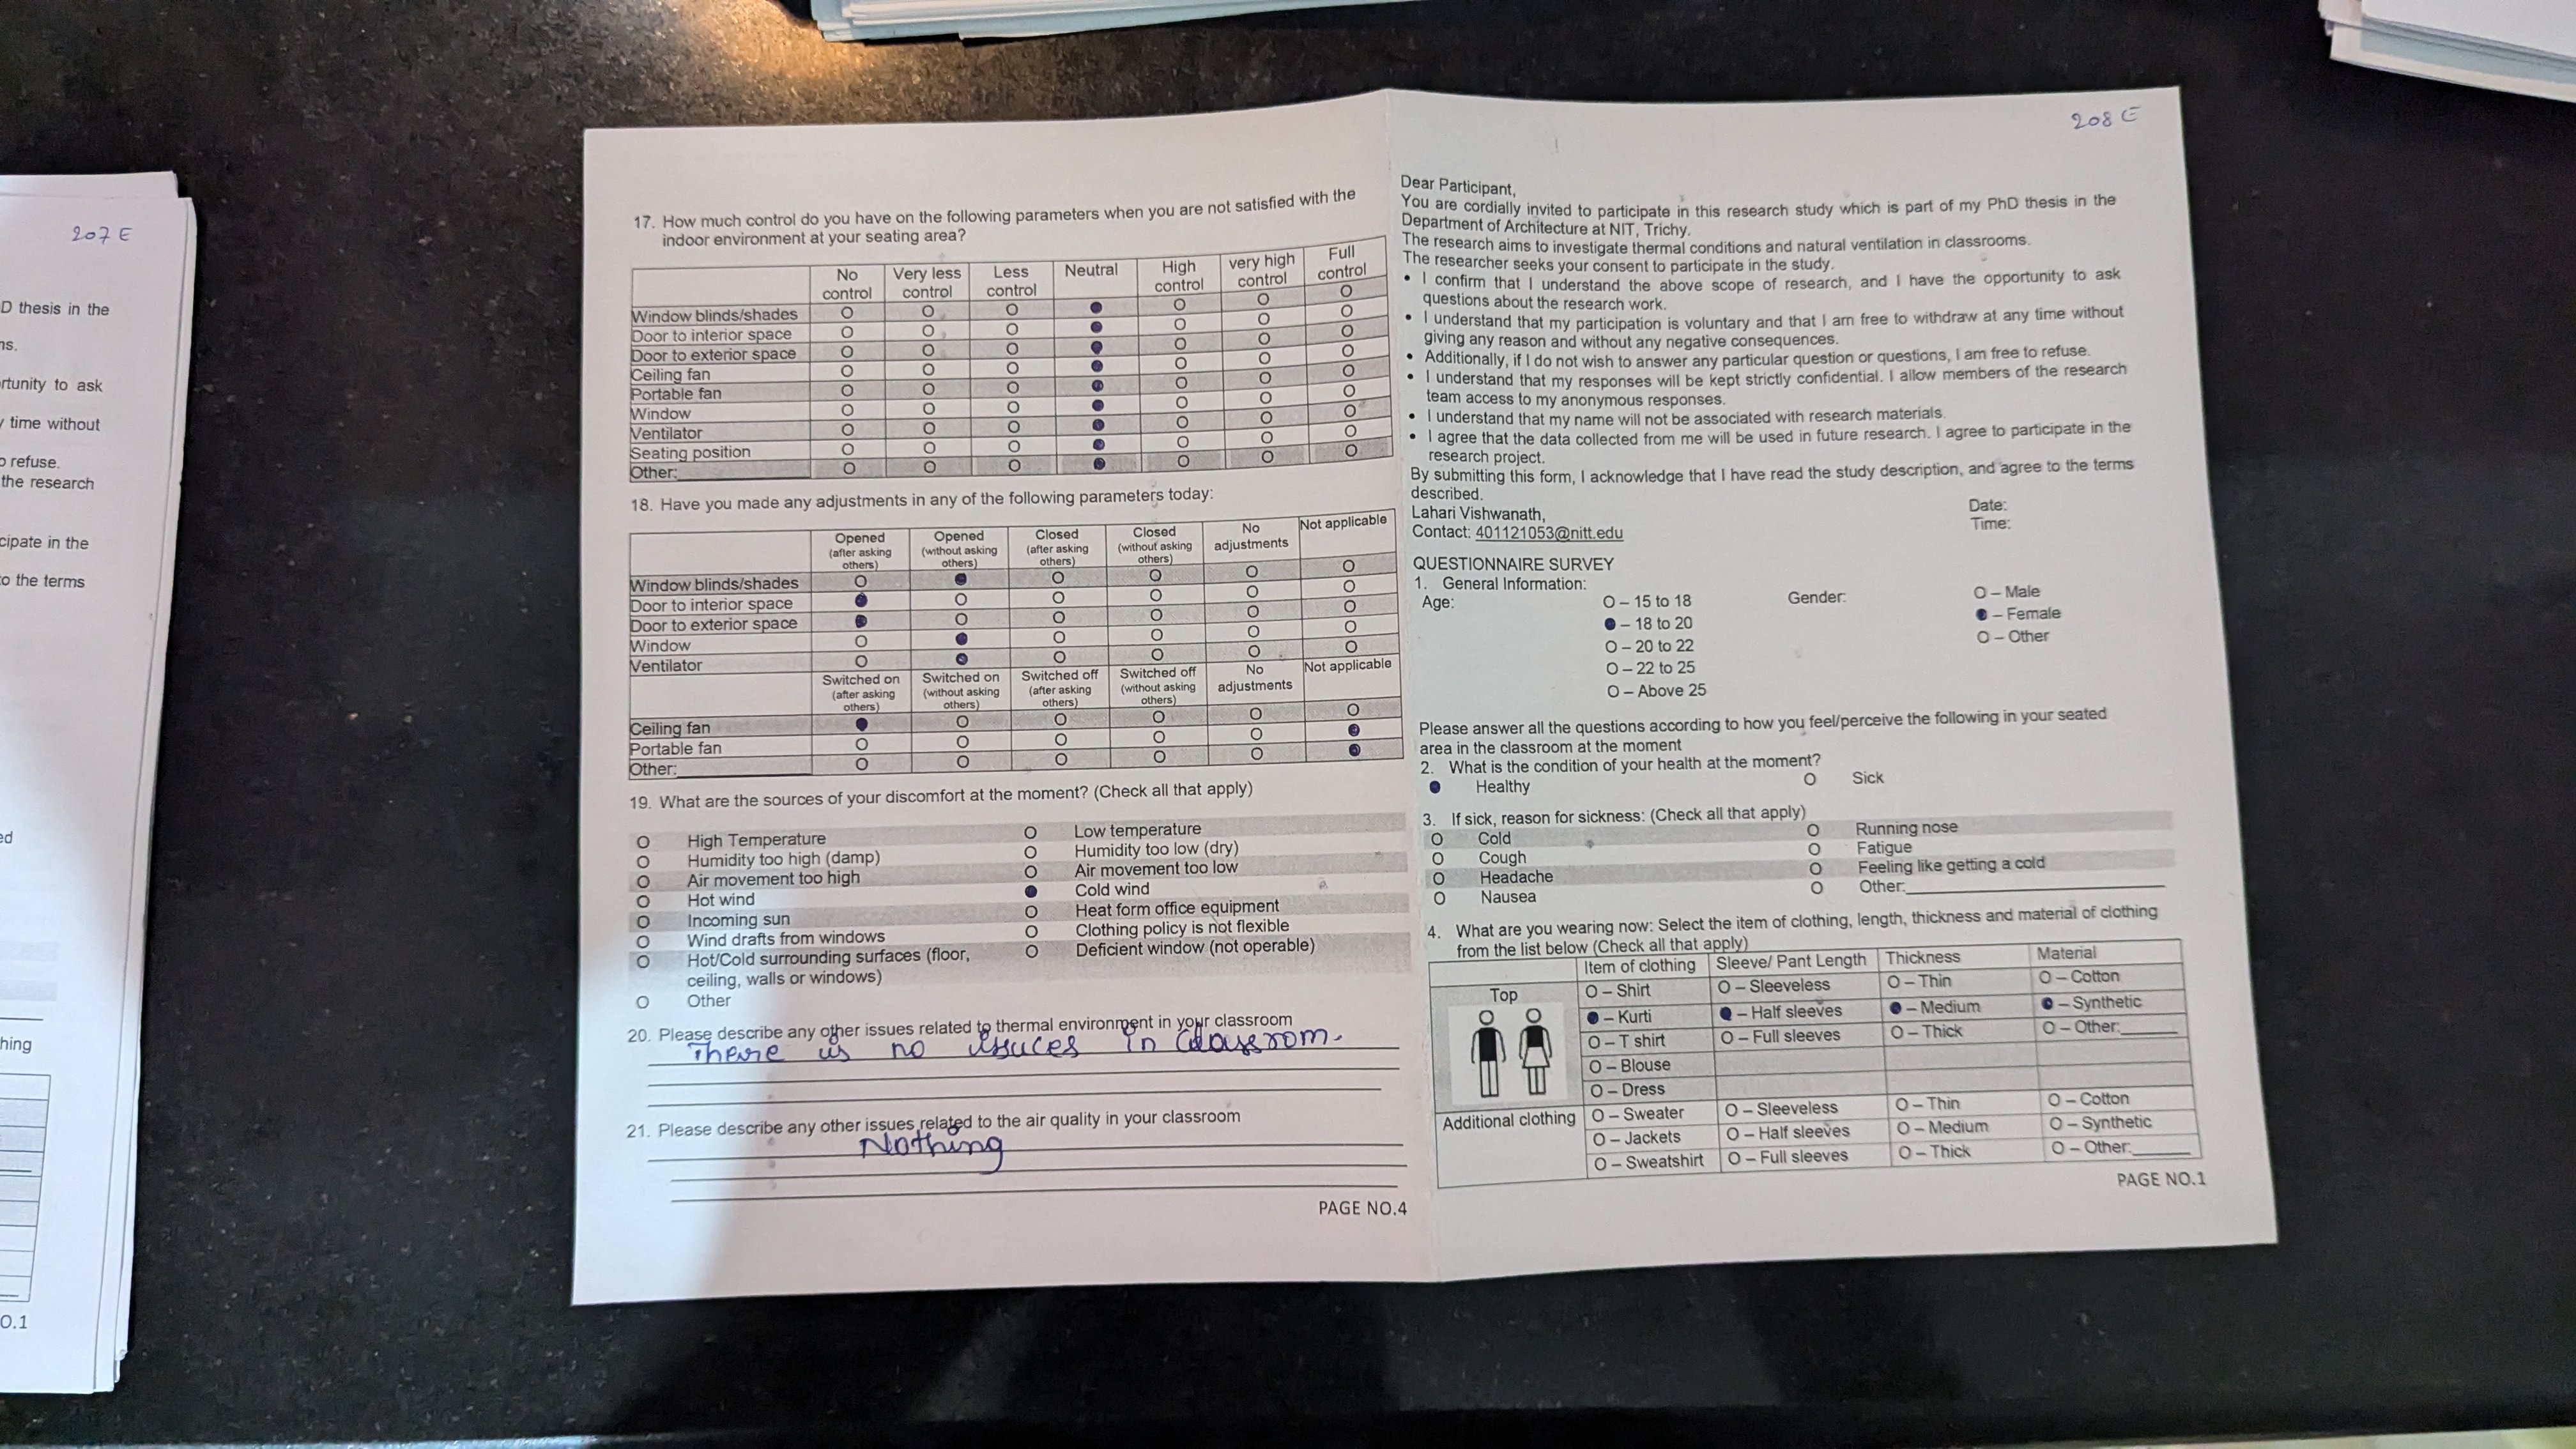 207 E
D thesis in the
ns.
rtunity to ask
y time without
o refuse.
the research
cipate in the
o the terms
ed
hing
O.1
17. How much control do you have on the following parameters when you are not satisfied with the
indoor environment at your seating area?
No control Very less control Less control Neutral High control very high control Full control
Window blinds/shades O O O ● O O O
Door to interior space O O O ● O O O
Door to exterior space O O O ● O O O
Ceiling fan O O O ● O O O
Portable fan O O O ● O O O
Window O O O ● O O O
Ventilator O O O ● O O O
Seating position O O O ● O O O
Other:________ O O O ● O O O
18. Have you made any adjustments in any of the following parameters today:
Opened (after asking others) Opened (without asking others) Closed (after asking others) Closed (without asking others) No adjustments Not applicable
Window blinds/shades O ● O O O O
Door to interior space ● O O O O O
Door to exterior space ● O O O O O
Window O ● O O O O
Ventilator O ● O O O O
Switched on (after asking others) Switched on (without asking others) Switched off (after asking others) Switched off (without asking others) No adjustments Not applicable
Ceiling fan ● O O O O O
Portable fan O O O O O ●
Other:________ O O O O O ●
19. What are the sources of your discomfort at the moment? (Check all that apply)
O High Temperature O Low temperature
O Humidity too high (damp) O Humidity too low (dry)
O Air movement too high O Air movement too low
O Hot wind ● Cold wind
O Incoming sun O Heat form office equipment
O Wind drafts from windows O Clothing policy is not flexible
O Hot/Cold surrounding surfaces (floor, O Deficient window (not operable)
ceiling, walls or windows)
O Other
20. Please describe any other issues related to thermal environment in your classroom
There is no issuces in classrom.
21. Please describe any other issues related to the air quality in your classroom
Nothing
PAGE NO.4
208 E
Dear Participant,
You are cordially invited to participate in this research study which is part of my PhD thesis in the
Department of Architecture at NIT, Trichy.
The research aims to investigate thermal conditions and natural ventilation in classrooms.
The researcher seeks your consent to participate in the study.
• I confirm that I understand the above scope of research, and I have the opportunity to ask
questions about the research work.
• I understand that my participation is voluntary and that I am free to withdraw at any time without
giving any reason and without any negative consequences.
• Additionally, if I do not wish to answer any particular question or questions, I am free to refuse.
• I understand that my responses will be kept strictly confidential. I allow members of the research
team access to my anonymous responses.
• I understand that my name will not be associated with research materials.
• I agree that the data collected from me will be used in future research. I agree to participate in the
research project.
By submitting this form, I acknowledge that I have read the study description, and agree to the terms
described.
Lahari Vishwanath, Date:
Contact: 401121053@nitt.edu Time:
QUESTIONNAIRE SURVEY
1. General Information:
Age: O – 15 to 18 Gender: O – Male
● – 18 to 20 ● – Female
O – 20 to 22 O – Other
O – 22 to 25
O – Above 25
Please answer all the questions according to how you feel/perceive the following in your seated
area in the classroom at the moment
2. What is the condition of your health at the moment?
● Healthy O Sick
3. If sick, reason for sickness: (Check all that apply)
O Cold O Running nose
O Cough O Fatigue
O Headache O Feeling like getting a cold
O Nausea O Other:________
4. What are you wearing now: Select the item of clothing, length, thickness and material of clothing
from the list below (Check all that apply)
Item of clothing Sleeve/ Pant Length Thickness Material
Top O – Shirt O – Sleeveless O – Thin O – Cotton
● – Kurti ● – Half sleeves ● – Medium ● – Synthetic
O – T shirt O – Full sleeves O – Thick O – Other:______
O – Blouse
O – Dress
Additional clothing O – Sweater O – Sleeveless O – Thin O – Cotton
O – Jackets O – Half sleeves O – Medium O – Synthetic
O – Sweatshirt O – Full sleeves O – Thick O – Other:______
PAGE NO.1